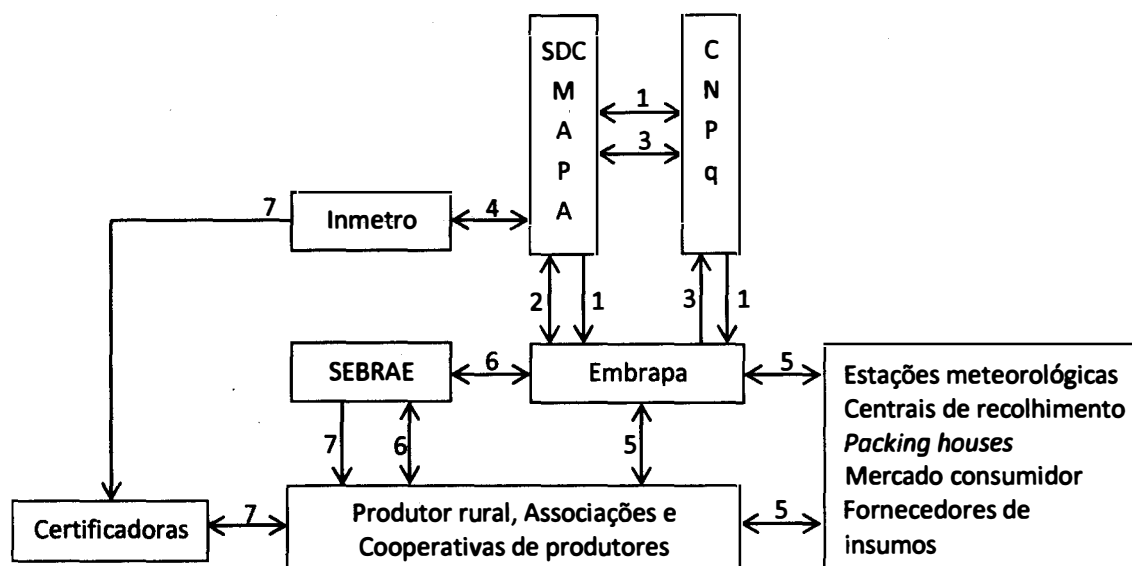 SDC
M
A
P
A
C
N
P
q
1
3
7
Inmetro
4
2
1
3
1
SEBRAE
6
Embrapa
5
Estações meteorológicas
Centrais de recolhimento
Packing houses
Mercado consumidor
Fornecedores de
insumos
7
6
5
Certificadoras
7
Produtor rural, Associações e
Cooperativas de produtores
5